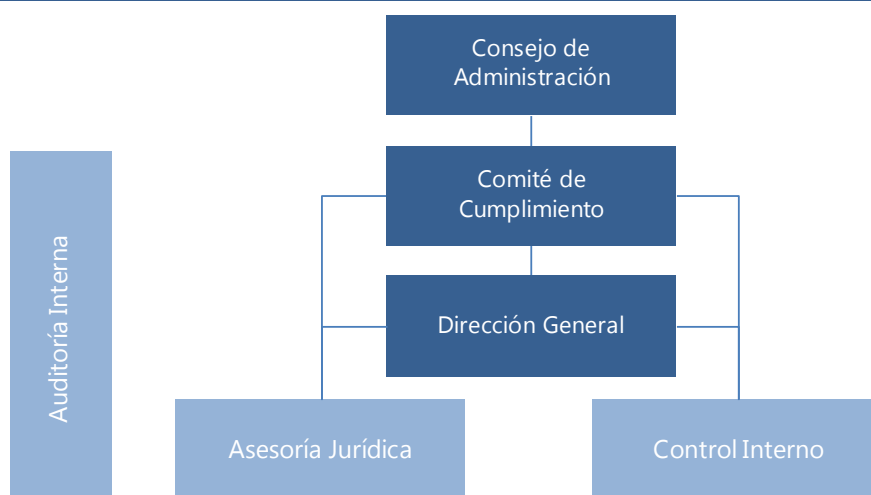 Consejo de
Administración
Comité de
Cumplimiento
Auditoría Interna
Dirección General
Asesoría Jurídica
Control Interno